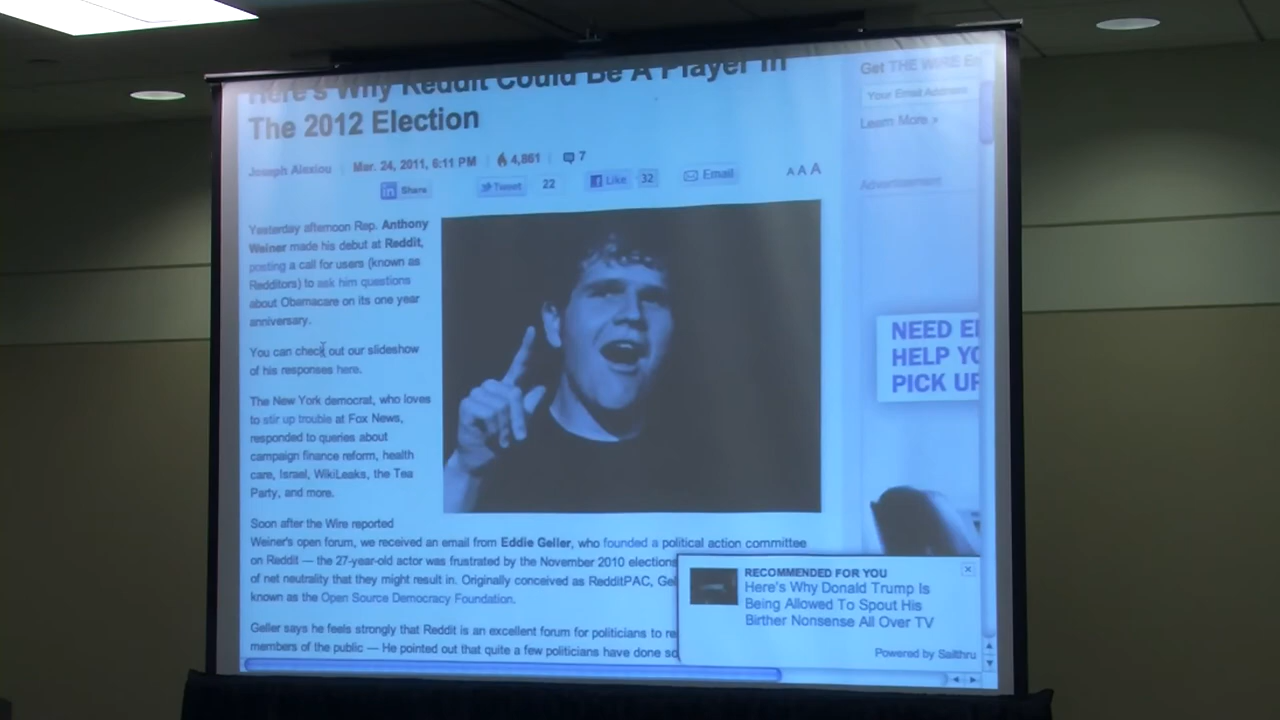 Here's Why Reddit Could Be A Player In
The 2012 Election
Joseph Alexiou | Mar. 24, 2011, 6:11 PM | 4,861 | 7
in Share Tweet 22 Like 32 Email A A A
Yesterday afternoon Rep. Anthony
Weiner made his debut at Reddit,
posting a call for users (known as
Redditors) to ask him questions
about Obamacare on its one year
anniversary.
You can check out our slideshow
of his responses here.
The New York democrat, who loves
to stir up trouble at Fox News,
responded to queries about
campaign finance reform, health
care, Israel, WikiLeaks, the Tea
Party, and more.
Soon after the Wire reported
Weiner's open forum, we received an email from Eddie Geller, who founded a political action committee
on Reddit — the 27-year-old actor was frustrated by the November 2010 elections
of net neutrality that they might result in. Originally conceived as RedditPAC, Gel
known as the Open Source Democracy Foundation.
Geller says he feels strongly that Reddit is an excellent forum for politicians to re
members of the public — He pointed out that quite a few politicians have done so
Get THE WIRE E
Your Email Address
Learn More »
Advertisement
NEED E
HELP YO
PICK UP
RECOMMENDED FOR YOU
Here's Why Donald Trump Is
Being Allowed To Spout His
Birther Nonsense All Over TV
Powered by Sailthru